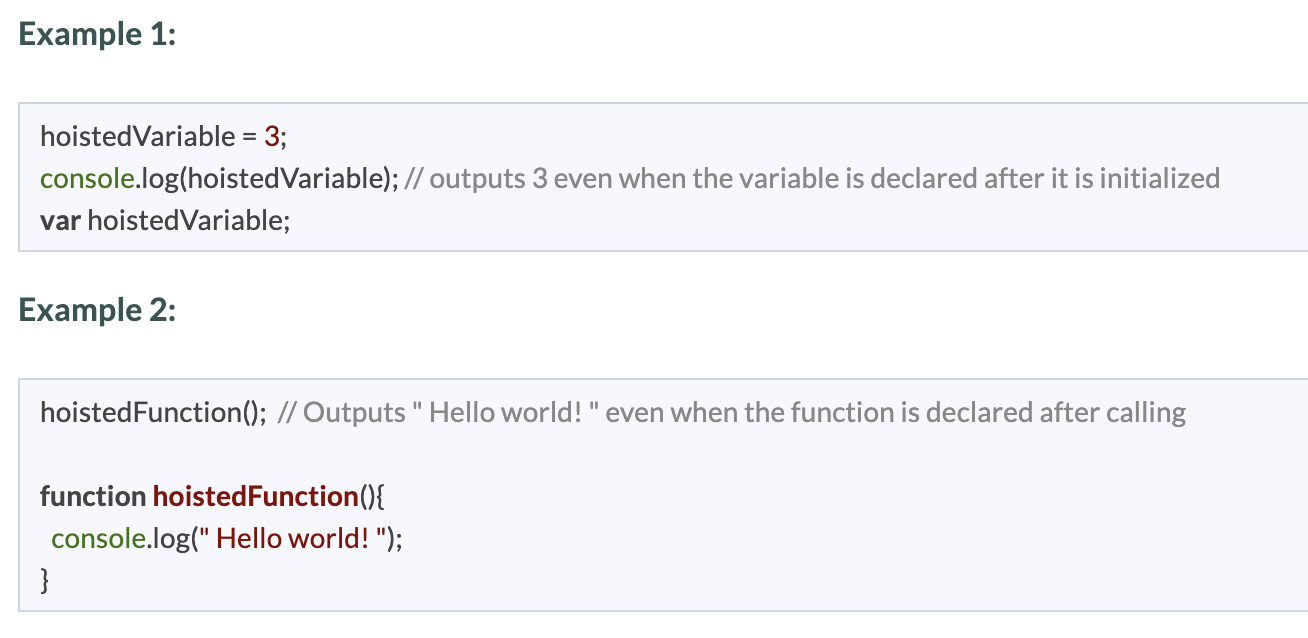 Example 1:
hoistedVariable = 3;
console.log(hoistedVariable); // outputs 3 even when the variable is declared after it is initialized
var hoistedVariable;
Example 2:
hoistedFunction();  // Outputs " Hello world! " even when the function is declared after calling
function hoistedFunction(){
  console.log(" Hello world! ");
}